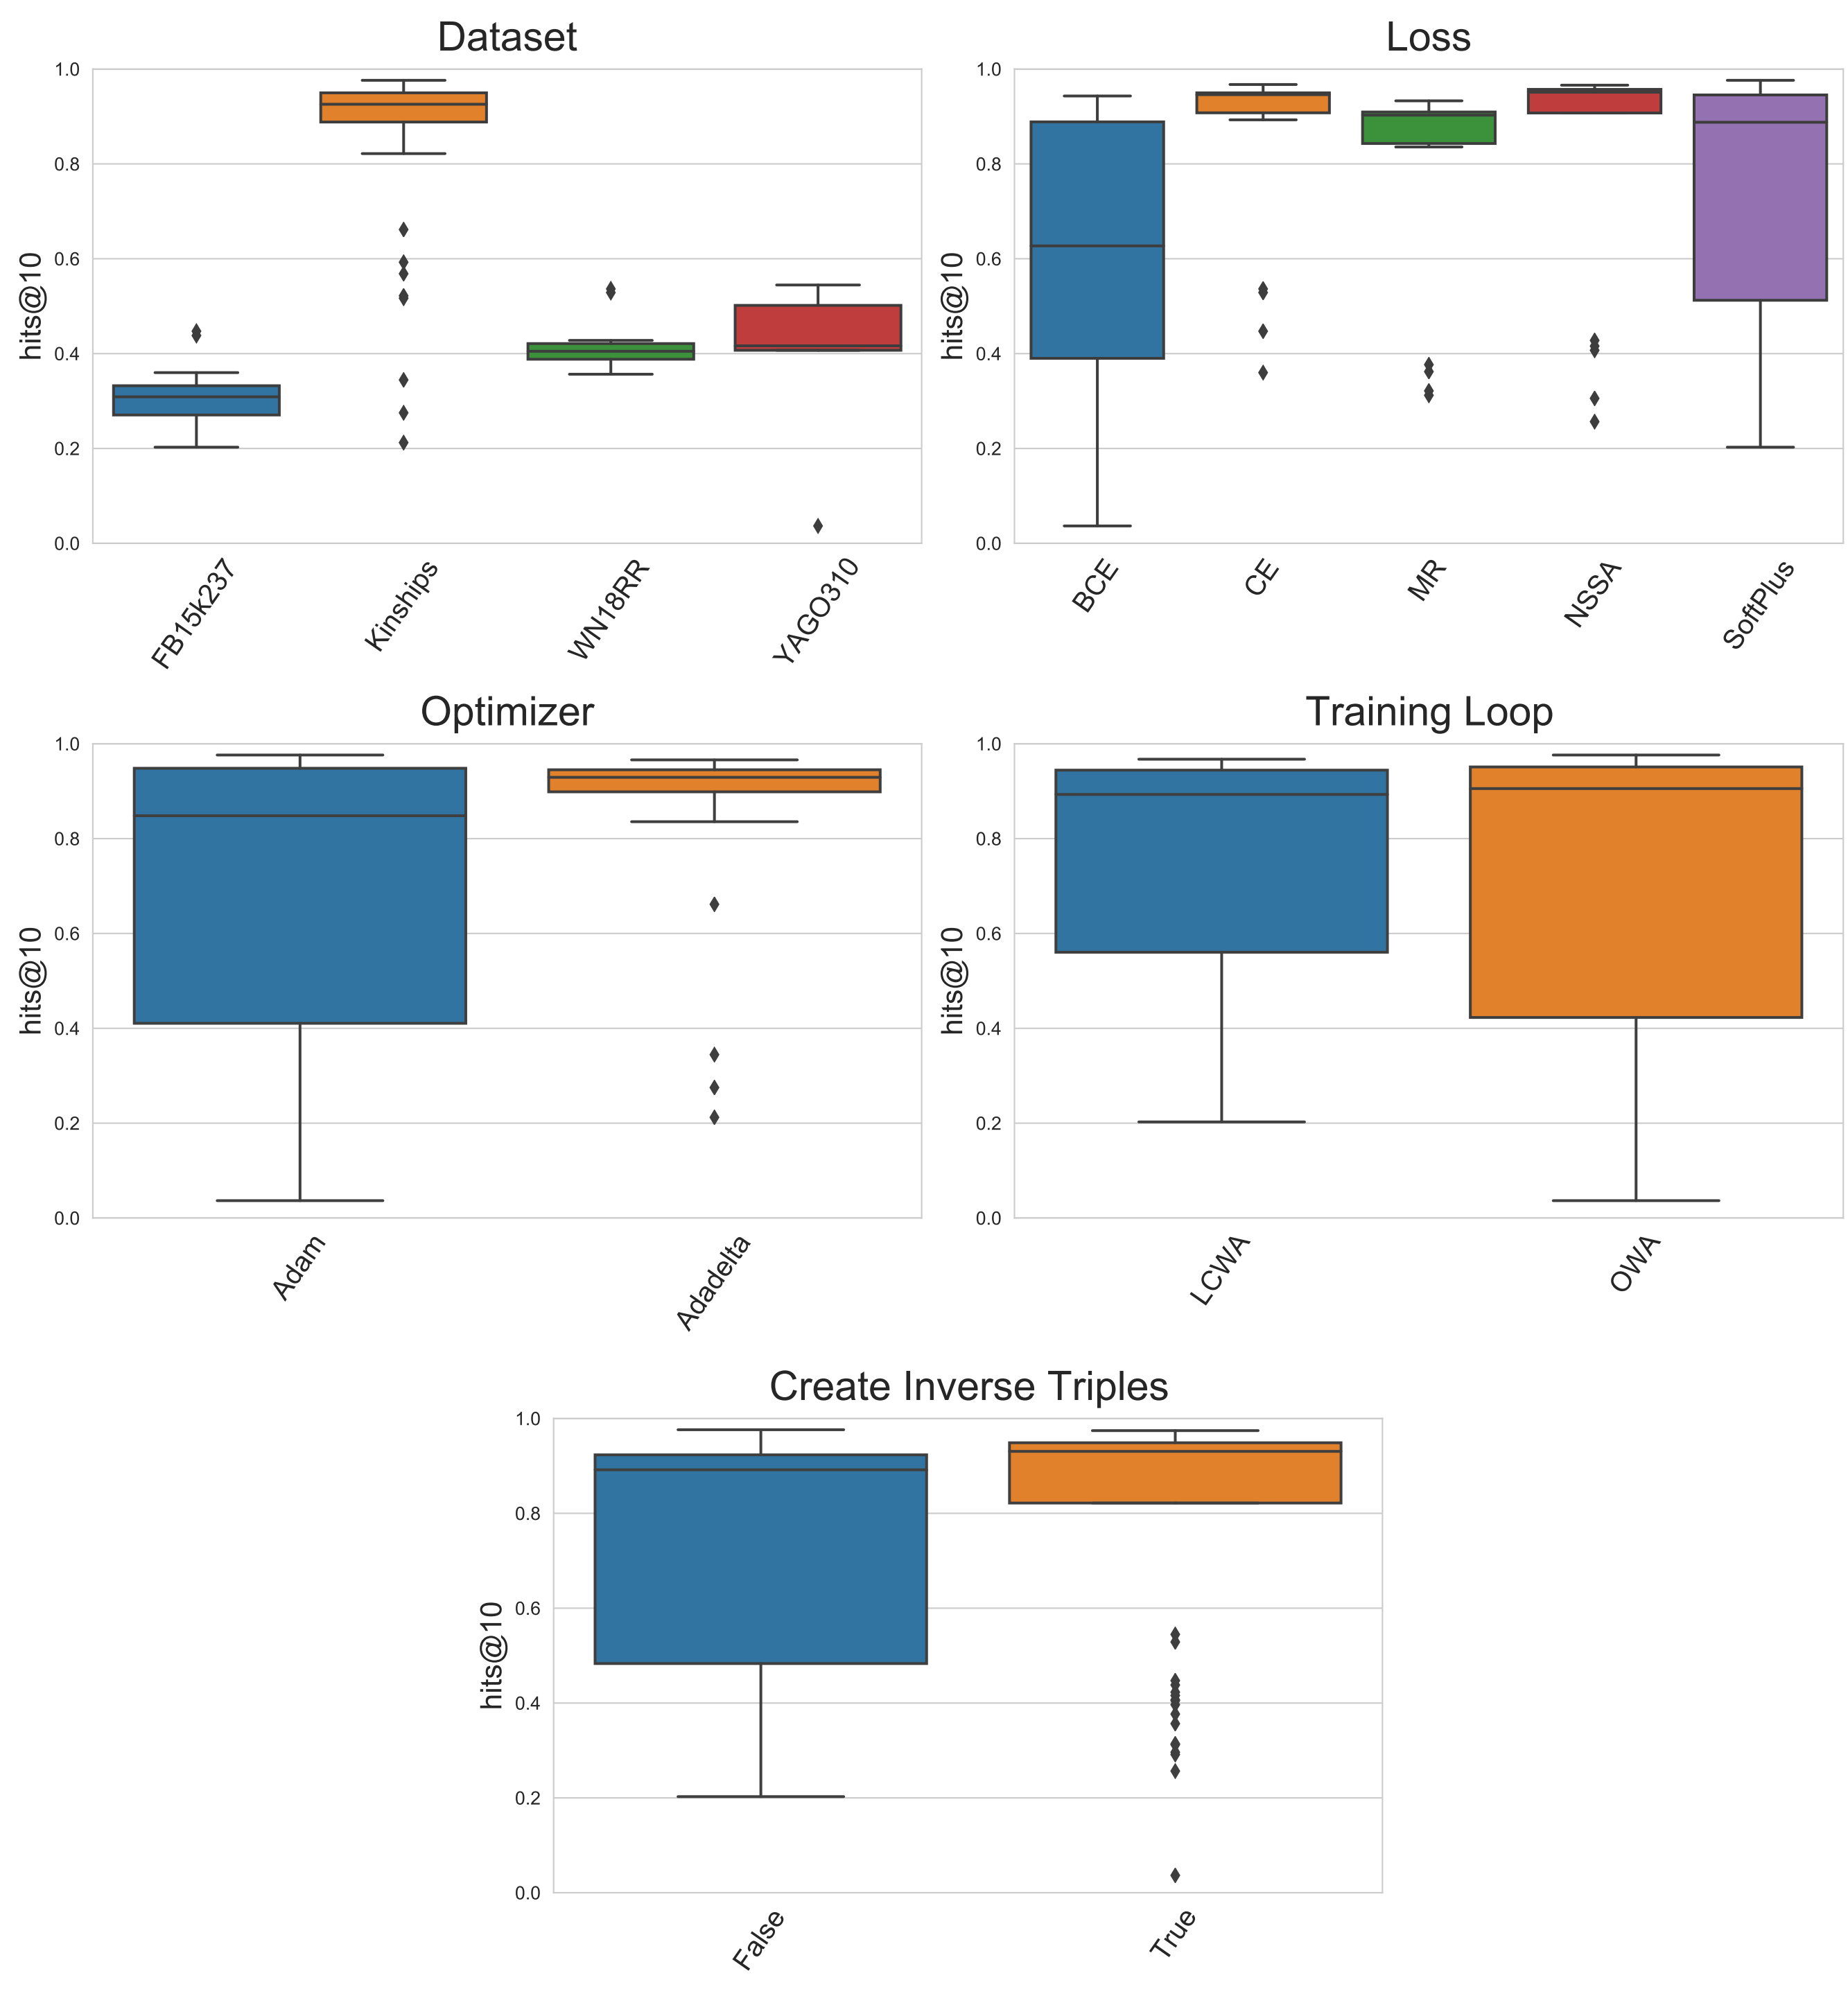 Dataset
hits@10
1.0
0.8
0.6
0.4
0.2
0.0
FB15k237
Kinships
WN18RR
YAGO310
Loss
hits@10
1.0
0.8
0.6
0.4
0.2
0.0
BCE
CE
MR
NSSA
SoftPlus
Optimizer
hits@10
1.0
0.8
0.6
0.4
0.2
0.0
Adam
Adadelta
Training Loop
hits@10
1.0
0.8
0.6
0.4
0.2
0.0
LCWA
OWA
Create Inverse Triples
hits@10
1.0
0.8
0.6
0.4
0.2
0.0
False
True